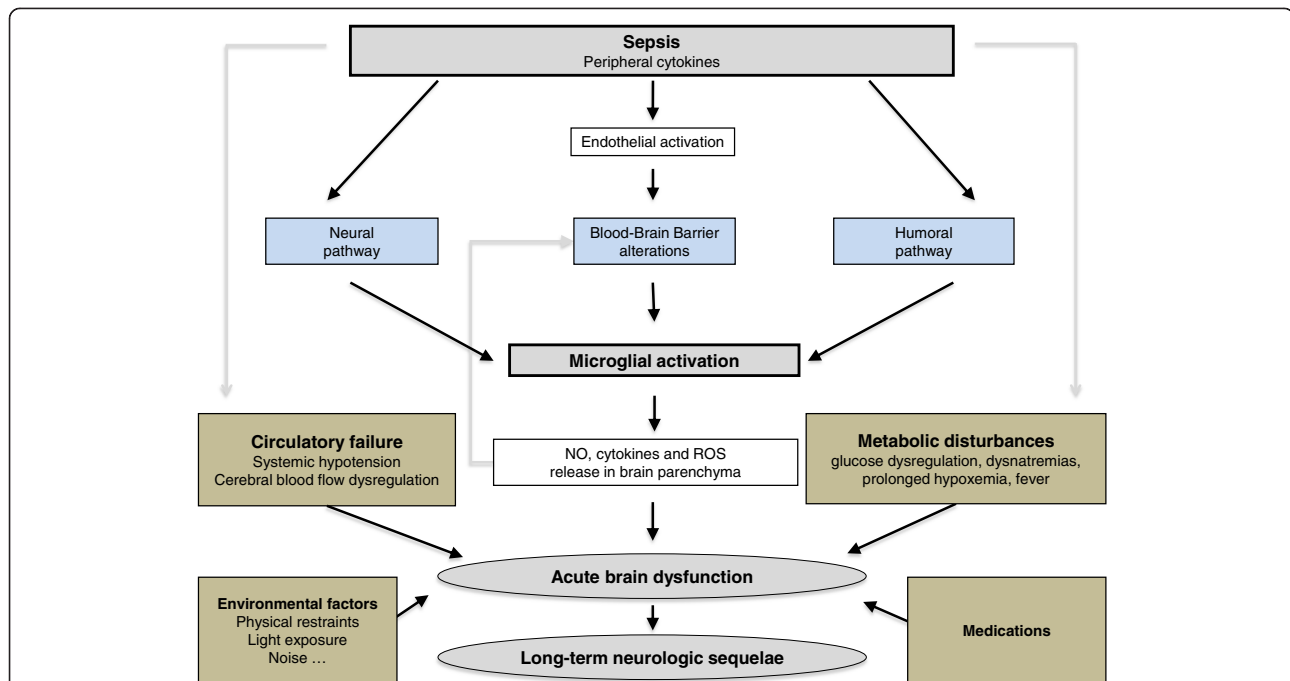 Sepsis
Peripheral cytokines
Endothelial activation
Neural
pathway
Blood-Brain Barrier
alterations
Humoral
pathway
Microglial activation
Circulatory failure
Systemic hypotension
Cerebral blood flow dysregulation
NO, cytokines and ROS
release in brain parenchyma
Metabolic disturbances
glucose dysregulation, dysnatremias,
prolonged hypoxemia, fever
Acute brain dysfunction
Environmental factors
Physical restraints
Light exposure
Noise ...
Medications
Long-term neurologic sequelae